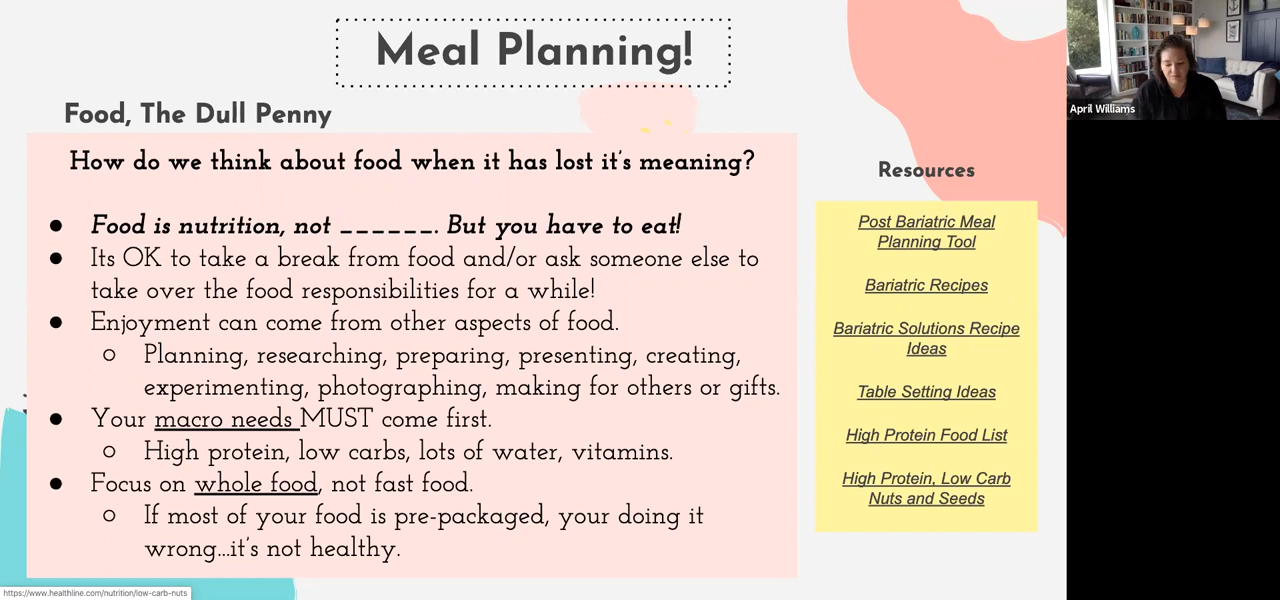 Meal Planning!
Food, The Dull Penny
How do we think about food when it has lost it's meaning?
● Food is nutrition, not ______. But you have to eat!
● Its OK to take a break from food and/or ask someone else to
take over the food responsibilities for a while!
● Enjoyment can come from other aspects of food.
○ Planning, researching, preparing, presenting, creating,
experimenting, photographing, making for others or gifts.
● Your macro needs MUST come first.
○ High protein, low carbs, lots of water, vitamins.
● Focus on whole food, not fast food.
○ If most of your food is pre-packaged, your doing it
wrong...it's not healthy.
Resources
Post Bariatric Meal
Planning Tool
Bariatric Recipes
Bariatric Solutions Recipe
Ideas
Table Setting Ideas
High Protein Food List
High Protein, Low Carb
Nuts and Seeds
April Williams
https://www.healthline.com/nutrition/low-carb-nuts